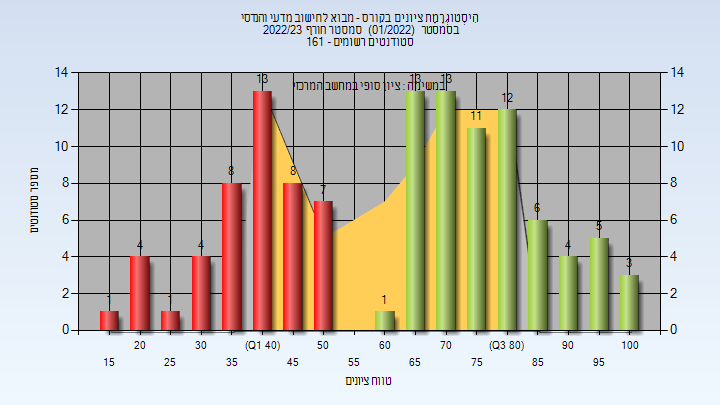 הִיסְטוֹגְרַמַת ציונים בקורס - מבוא לחישוב מדעי והנדסי
בסמסטר (01/2022) סמסטר חורף 2022/23
סטודנטים רשומים - 161
במשימה : ציון סופי במחשב המרכזי
מספר סטודנטים
14 14
12 12
10 10
8 8
6 6
4 4
2 2
0 0
1 4 1 4 8 13 8 7 1 13 13 11 12 6 4 5 3
20 30 (Q1 40) 50 60 70 (Q3 80) 90 100
15 25 35 45 55 65 75 85 95
טווח ציונים